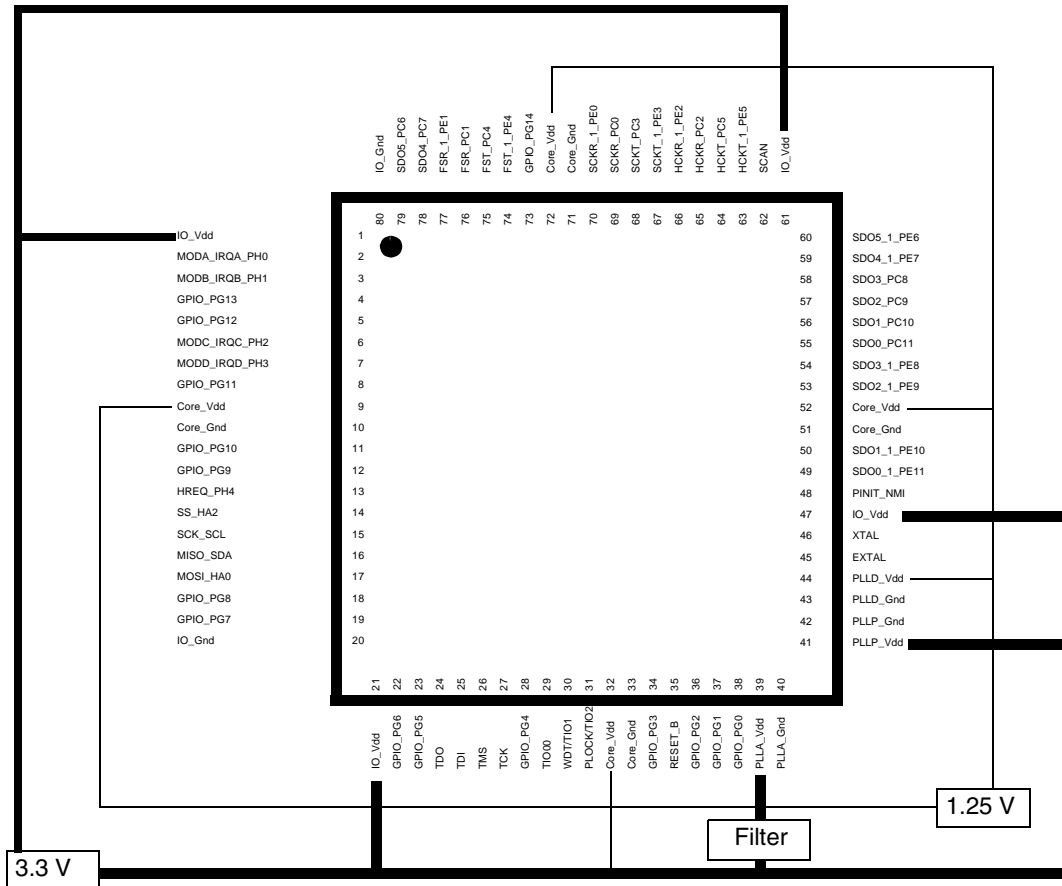 IO_Gnd
SDO5_PC6
SDO4_PC7
FSR_1_PE1
FSR_PC1
FST_PC4
FST_1_PE4
GPIO_PG14
Core_Vdd
Core_Gnd
SCKR_1_PE0
SCKR_PC0
SCKT_PC3
SCKT_1_PE3
HCKR_1_PE2
HCKR_PC2
HCKT_PC5
HCKT_1_PE5
SCAN
IO_Vdd
80 79 78 77 76 75 74 73 72 71 70 69 68 67 66 65 64 63 62 61
IO_Vdd 1
MODA_IRQA_PH0 2
MODB_IRQB_PH1 3
GPIO_PG13 4
GPIO_PG12 5
MODC_IRQC_PH2 6
MODD_IRQD_PH3 7
GPIO_PG11 8
Core_Vdd 9
Core_Gnd 10
GPIO_PG10 11
GPIO_PG9 12
HREQ_PH4 13
SS_HA2 14
SCK_SCL 15
MISO_SDA 16
MOSI_HA0 17
GPIO_PG8 18
GPIO_PG7 19
IO_Gnd 20
60 SDO5_1_PE6
59 SDO4_1_PE7
58 SDO3_PC8
57 SDO2_PC9
56 SDO1_PC10
55 SDO0_PC11
54 SDO3_1_PE8
53 SDO2_1_PE9
52 Core_Vdd
51 Core_Gnd
50 SDO1_1_PE10
49 SDO0_1_PE11
48 PINIT_NMI
47 IO_Vdd
46 XTAL
45 EXTAL
44 PLLD_Vdd
43 PLLD_Gnd
42 PLLP_Gnd
41 PLLP_Vdd
21 22 23 24 25 26 27 28 29 30 31 32 33 34 35 36 37 38 39 40
IO_Vdd
GPIO_PG6
GPIO_PG5
TDO
TDI
TMS
TCK
GPIO_PG4
TIO00
WDT/TIO1
PLOCK/TIO2
Core_Vdd
Core_Gnd
GPIO_PG3
RESET_B
GPIO_PG2
GPIO_PG1
GPIO_PG0
PLLA_Vdd
PLLA_Gnd
1.25 V
Filter
3.3 V